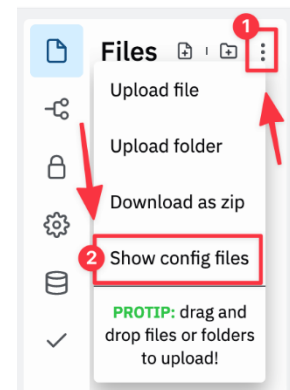 1
Files
Upload file
Upload folder
Download as zip
2 Show config files
PROTIP: drag and
drop files or folders
to upload!